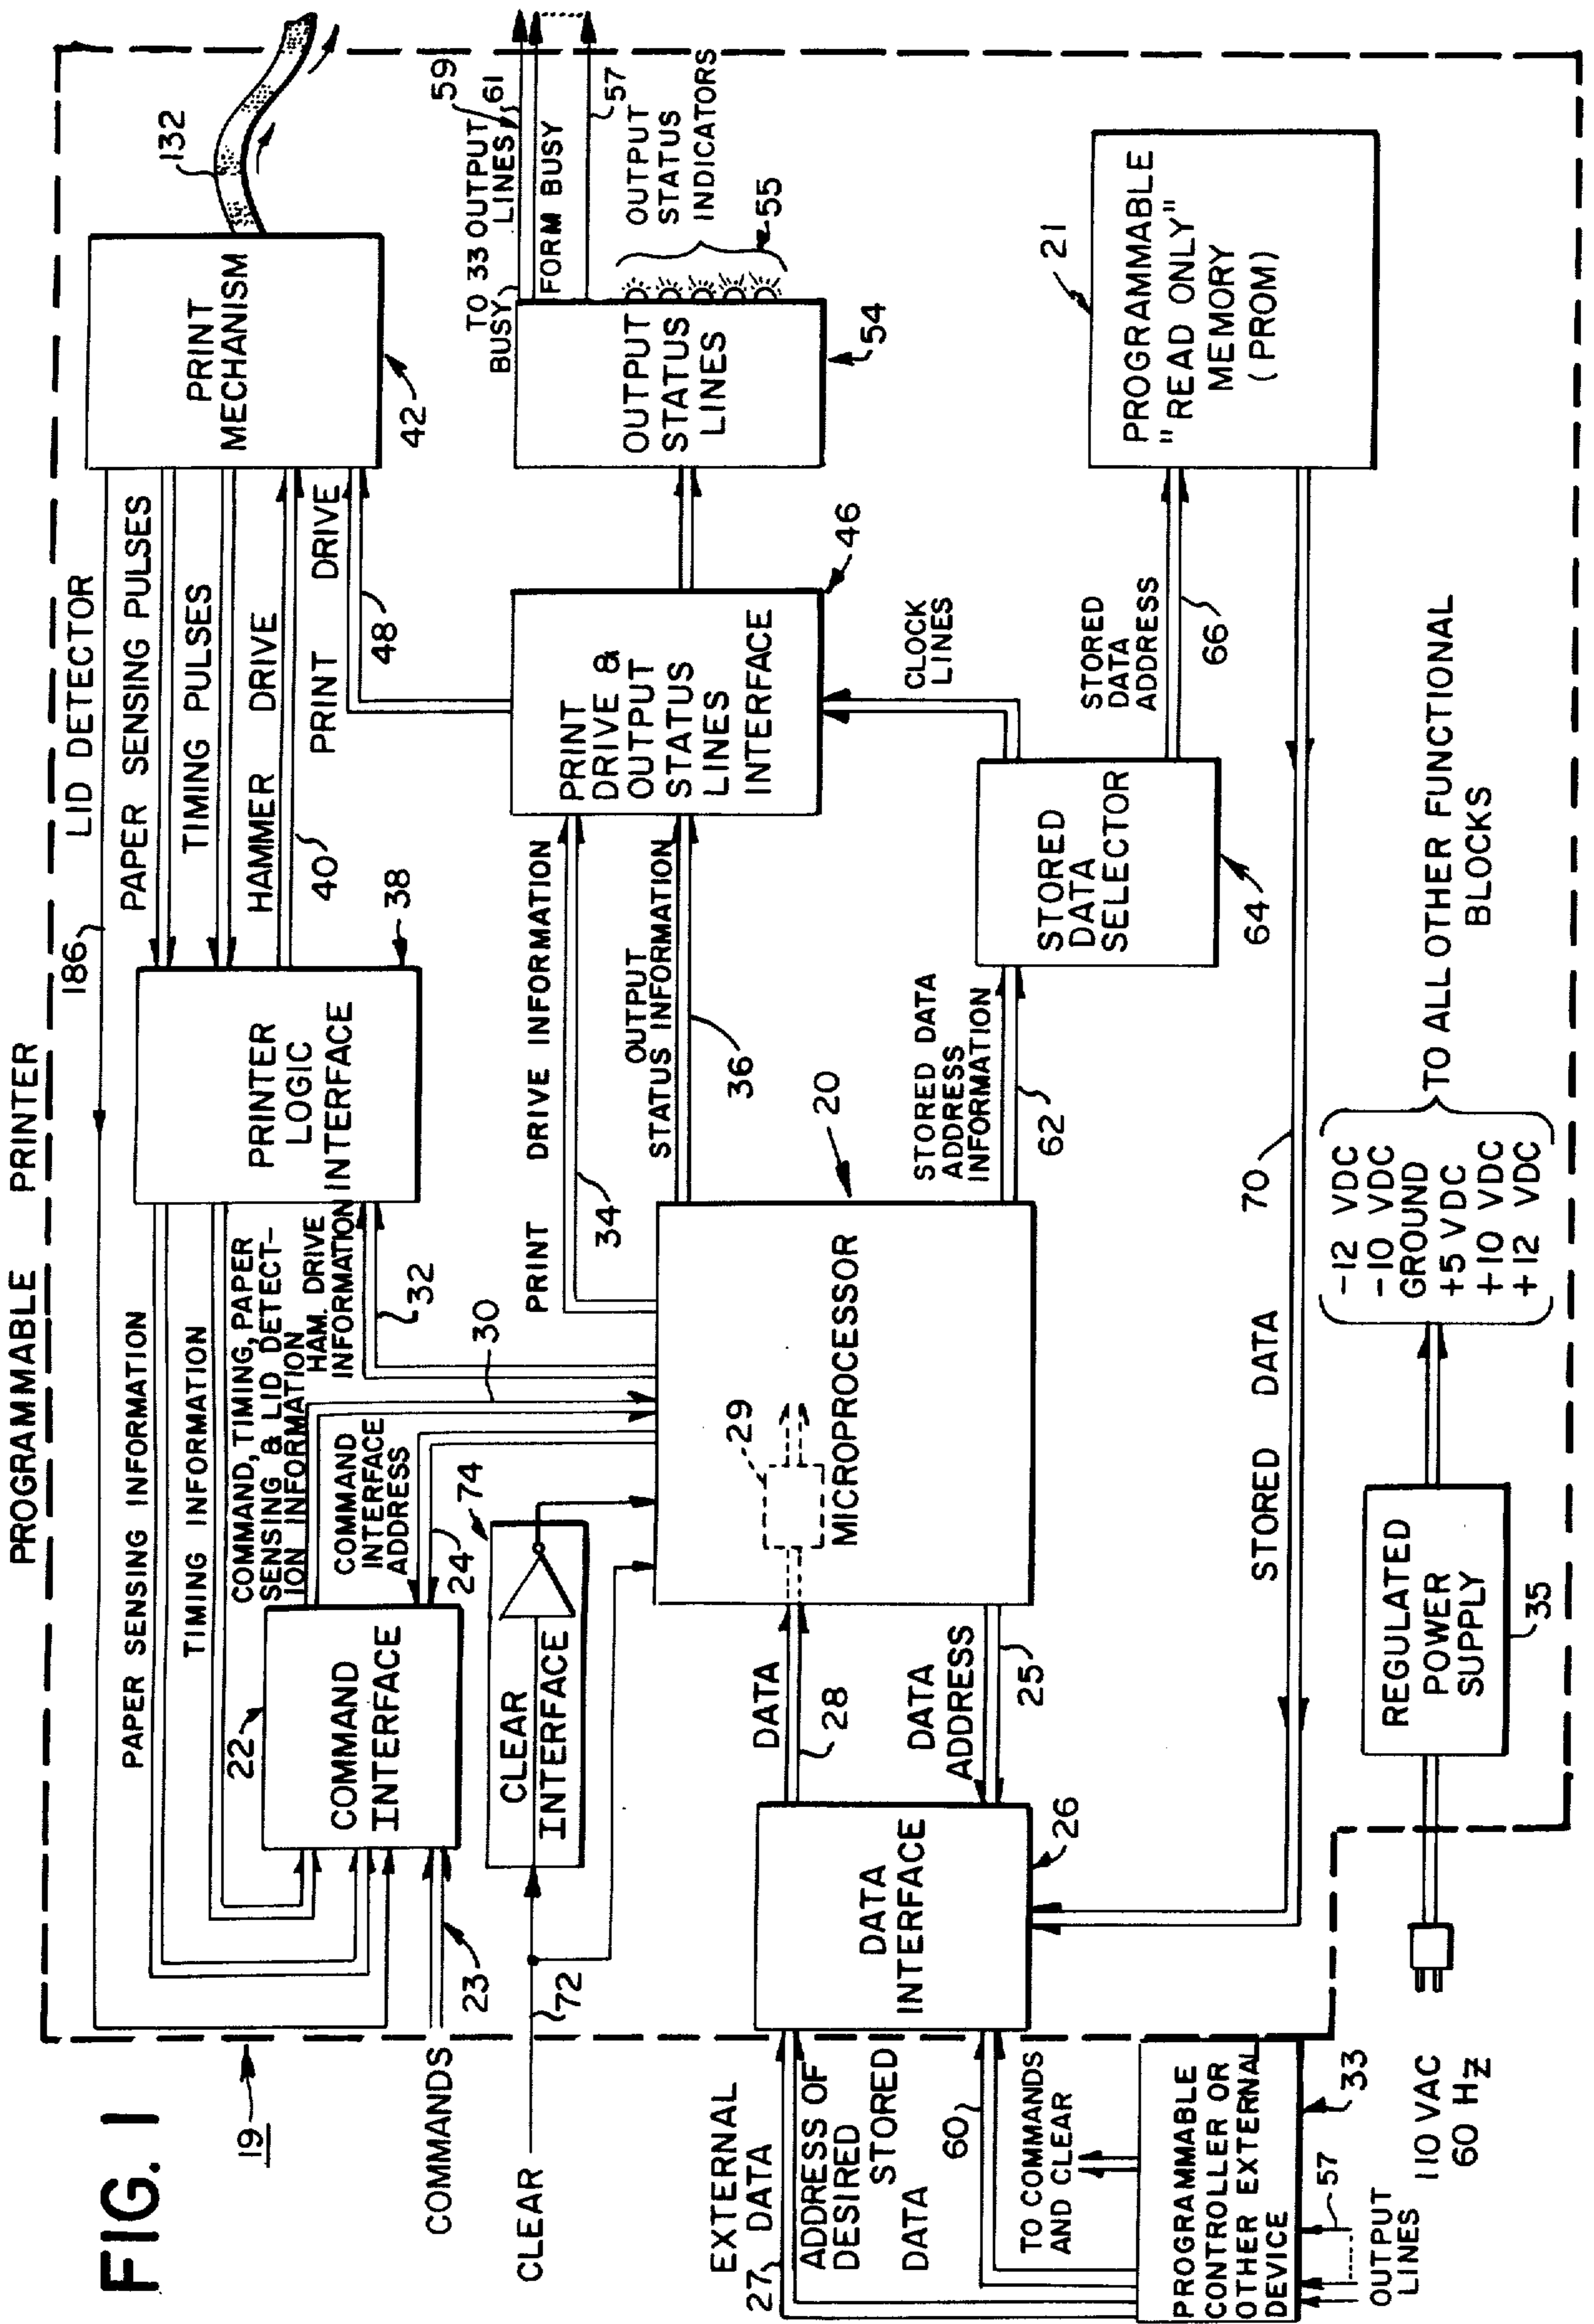 PROGRAMMABLE PRINTER
FIG. 1
19
186
LID DETECTOR
132
PAPER SENSING INFORMATION
TIMING INFORMATION
COMMAND, TIMING, PAPER
SENSING & LID DETECT-
ION INFORMATION
HAM. DRIVE
INFORMATION
32
30
PRINTER
LOGIC
INTERFACE
38
PAPER SENSING PULSES
TIMING PULSES
HAMMER DRIVE
40
PRINT DRIVE
48
PRINT
MECHANISM
42
COMMANDS
23
22
COMMAND
INTERFACE
COMMAND
INTERFACE
ADDRESS
24
74
CLEAR
72
CLEAR
INTERFACE
PRINT DRIVE INFORMATION
34
OUTPUT
STATUS INFORMATION
36
PRINT
DRIVE &
OUTPUT
STATUS
LINES
INTERFACE
46
OUTPUT
STATUS
LINES
54
TO 33
BUSY
OUTPUT
LINES
59
61
FORM BUSY
57
OUTPUT
STATUS
INDICATORS
55
29
MICROPROCESSOR
20
EXTERNAL
DATA
27
ADDRESS OF
DESIRED
STORED
DATA
60
DATA
INTERFACE
26
DATA
28
DATA
ADDRESS
25
STORED DATA
ADDRESS
INFORMATION
62
STORED
DATA
SELECTOR
64
CLOCK
LINES
STORED
DATA
ADDRESS
66
PROGRAMMABLE
"READ ONLY"
MEMORY
(PROM)
21
TO COMMANDS
AND CLEAR
PROGRAMMABLE
CONTROLLER OR
OTHER EXTERNAL
DEVICE
33
57
OUTPUT
LINES
STORED DATA
70
110 VAC
60 Hz
REGULATED
POWER
SUPPLY
35
-12 VDC
-10 VDC
GROUND
+5 VDC
+10 VDC
+12 VDC
TO ALL OTHER FUNCTIONAL
BLOCKS